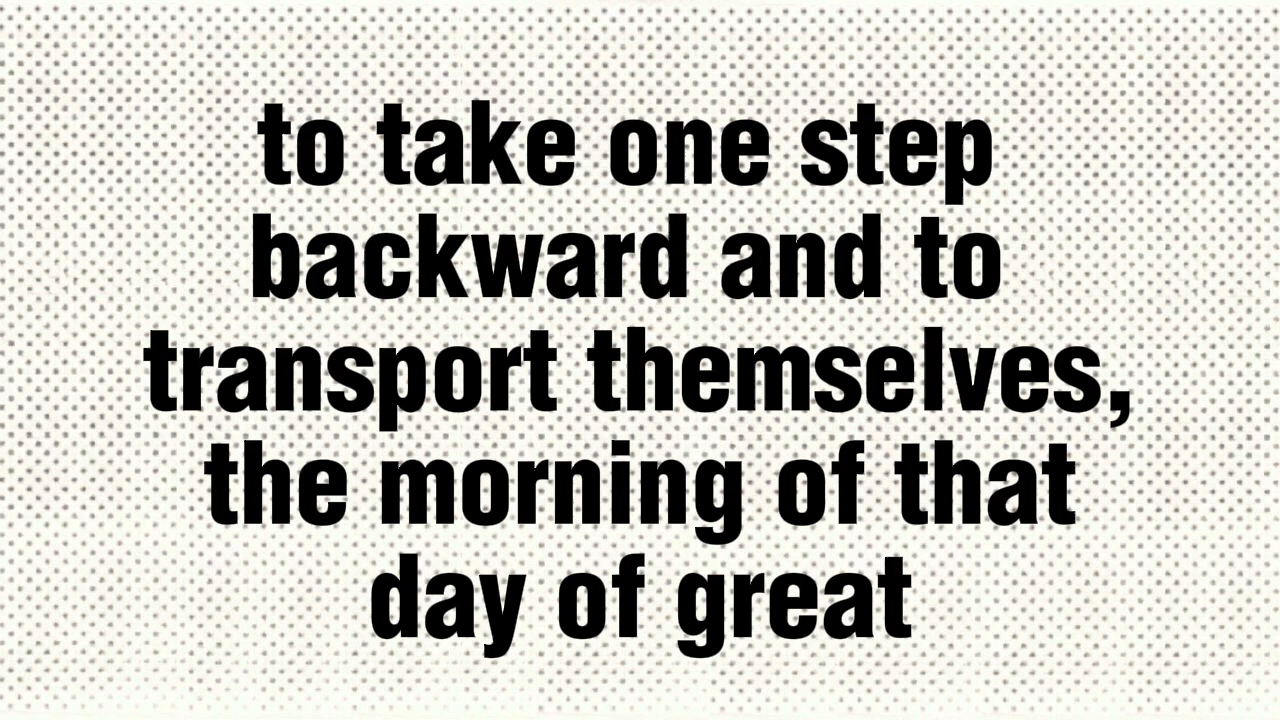 to take one step
backward and to
transport themselves,
the morning of that
day of great